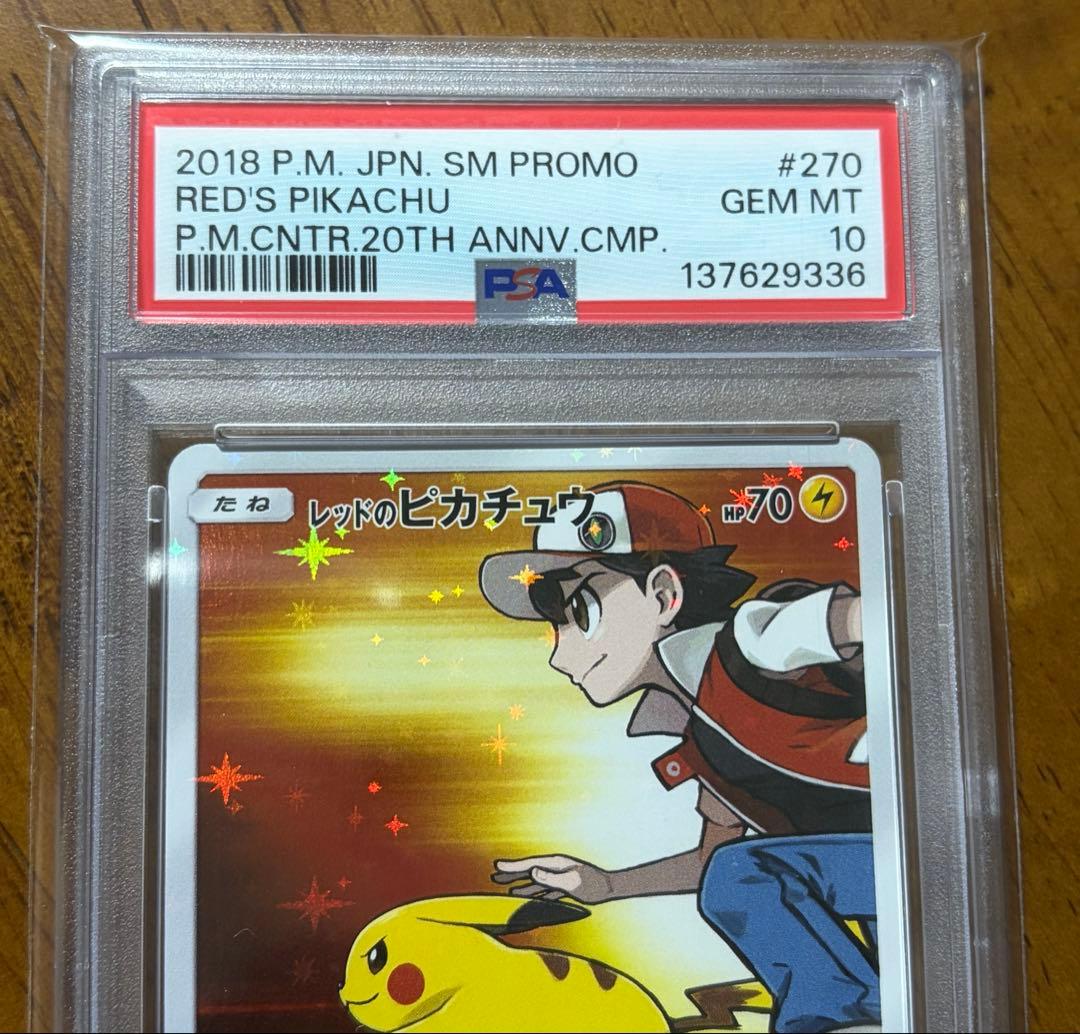 2018 P.M. JPN. SM PROMO #270
RED'S PIKACHU GEM MT
P.M.CNTR.20TH ANNV.CMP. 10
PSA 137629336
たね レッドのピカチュウ HP70